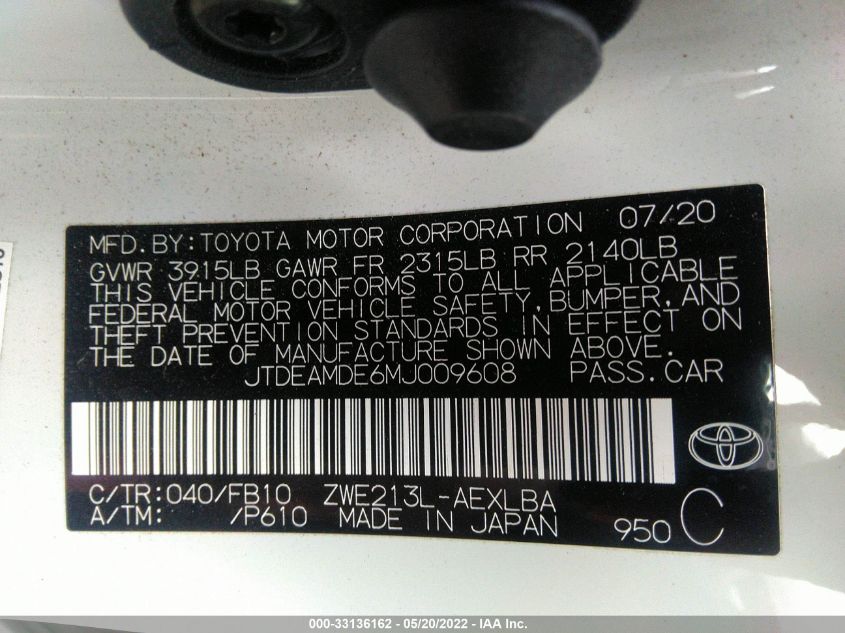 MFD.BY:TOYOTA MOTOR CORPORATION 07/20
GVWR 3915LB GAWR FR 2315LB RR 2140LB
THIS VEHICLE CONFORMS TO ALL APPLICABLE
FEDERAL MOTOR VEHICLE SAFETY,BUMPER,AND
THEFT PREVENTION STANDARDS IN EFFECT ON
THE DATE OF MANUFACTURE SHOWN ABOVE.
JTDEAMDE6MJ009608 PASS.CAR
C/TR:040/FB10 ZWE213L-AEXLBA
A/TM: /P610 MADE IN JAPAN 950 C
000-33136162 - 05/20/2022 - IAA Inc.